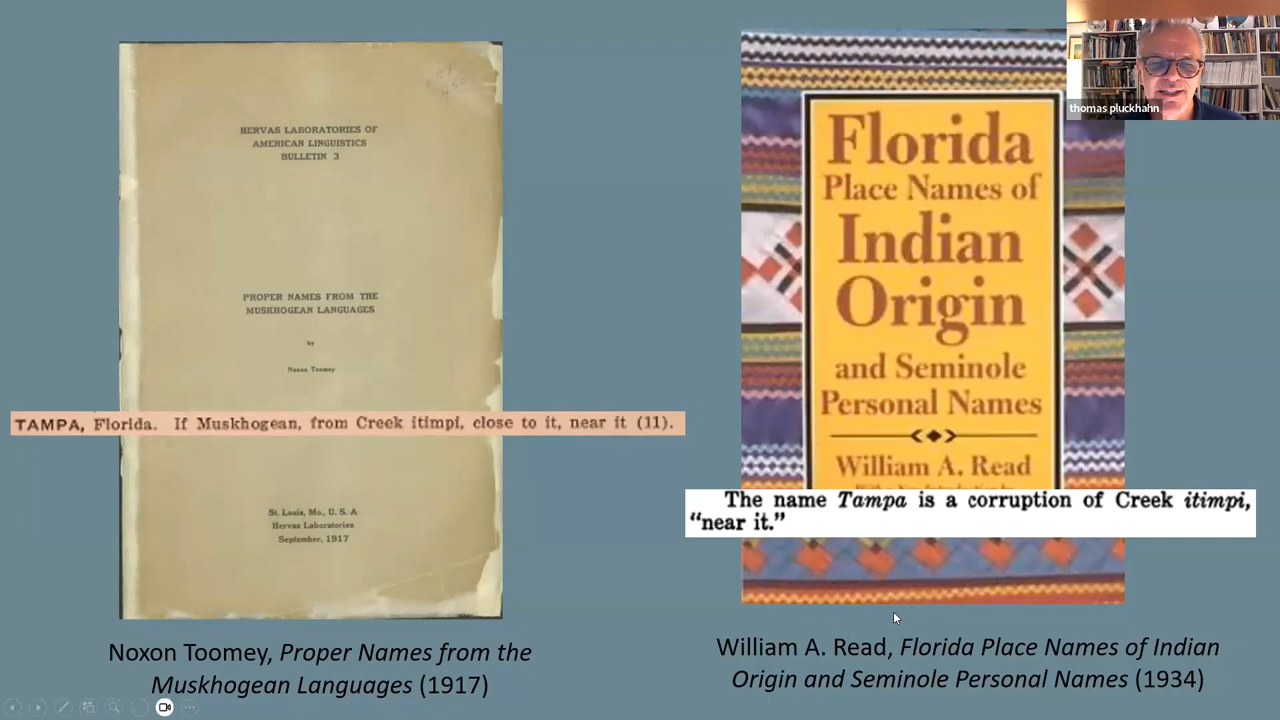 HERVAS LABORATORIES OF
AMERICAN LINGUISTICS
BULLETIN 3
PROPER NAMES FROM THE
MUSKHOGEAN LANGUAGES
by
Noxon Toomey
TAMPA, Florida. If Muskhogean, from Creek itimpi, close to it, near it (11).
St. Louis, Mo., U. S. A
Hervas Laboratories
September, 1917
Noxon Toomey, Proper Names from the
Muskhogean Languages (1917)
thomas pluckhahn
Florida
Place Names of
Indian
Origin
and Seminole
Personal Names
William A. Read
The name Tampa is a corruption of Creek itimpi,
“near it.”
William A. Read, Florida Place Names of Indian
Origin and Seminole Personal Names (1934)